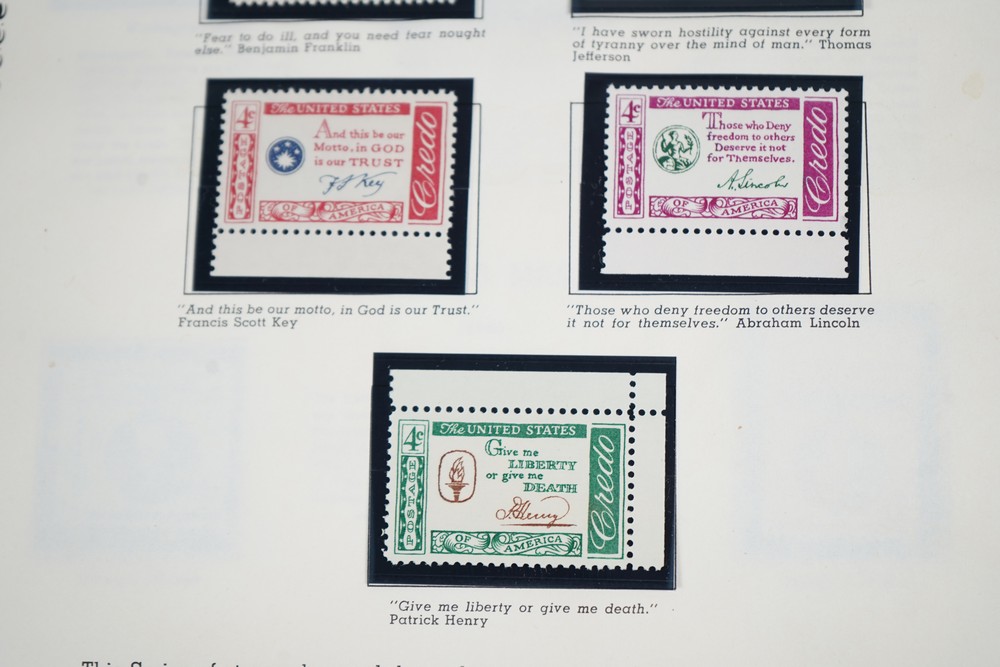 "Fear to do ill, and you need fear nought
else." Benjamin Franklin
"I have sworn hostility against every form
of tyranny over the mind of man." Thomas
Jefferson
4c
The UNITED STATES
POSTAGE
And this be our
Motto, in GOD
is our TRUST
F S Key
Credo
OF AMERICA
4c
The UNITED STATES
POSTAGE
Those who Deny
freedom to others
Deserve it not
for Themselves.
A. Lincoln
Credo
OF AMERICA
"And this be our motto, in God is our Trust."
Francis Scott Key
"Those who deny freedom to others deserve
it not for themselves." Abraham Lincoln
4c
The UNITED STATES
POSTAGE
Give me
LIBERTY
or give me
DEATH
P. Henry
Credo
OF AMERICA
"Give me liberty or give me death."
Patrick Henry
This Series